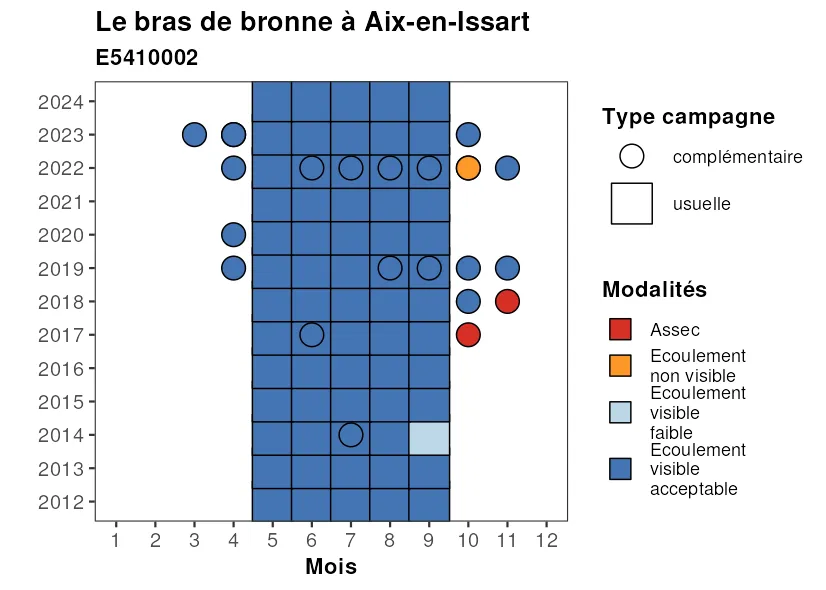 Le bras de bronne à Aix-en-Issart
E5410002
2024
2023
2022
2021
2020
2019
2018
2017
2016
2015
2014
2013
2012
1 2 3 4 5 6 7 8 9 10 11 12
Mois
Type campagne
complémentaire
usuelle
Modalités
Assec
Ecoulement
non visible
Ecoulement
visible
faible
Ecoulement
visible
acceptable